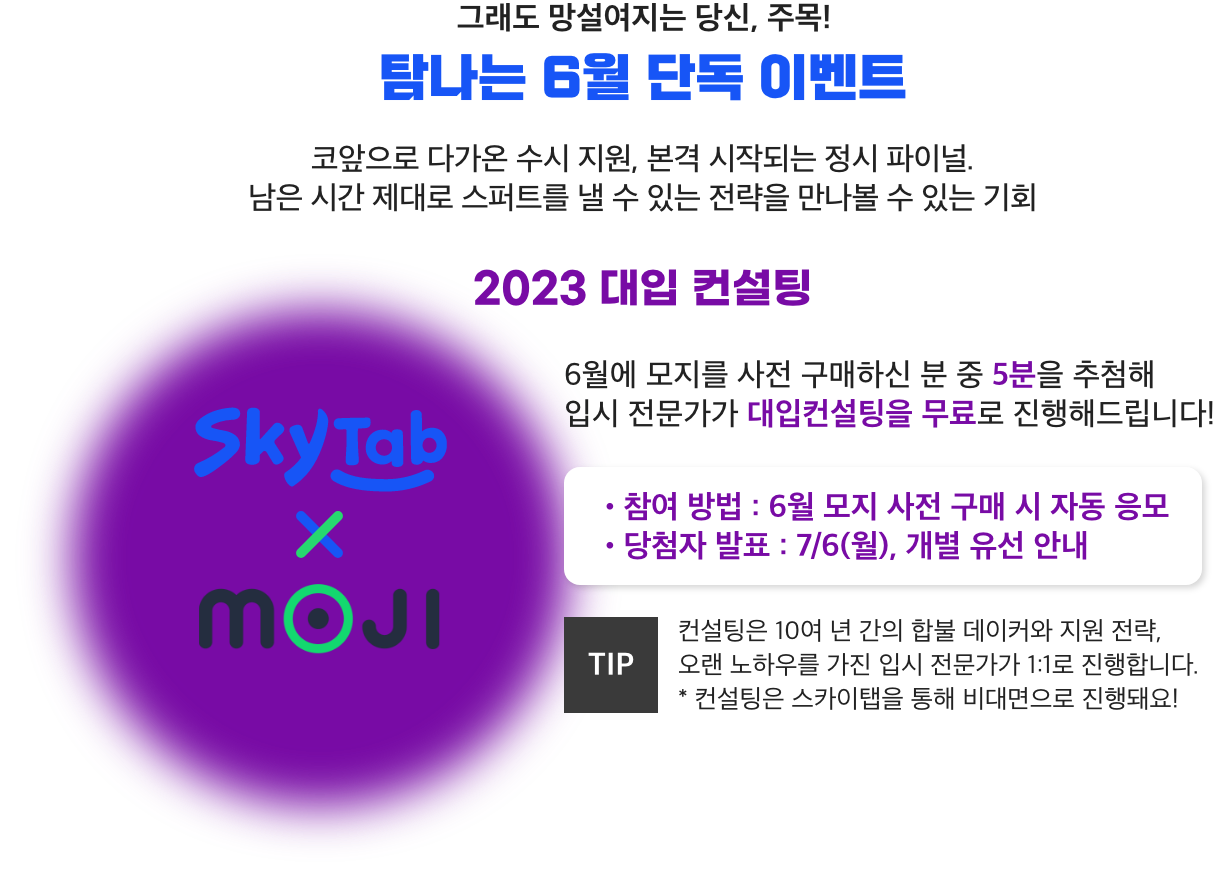 그래도 망설여지는 당신, 주목!
탐나는 6월 단독 이벤트
코앞으로 다가온 수시 지원, 본격 시작되는 정시 파이널.
남은 시간 제대로 스퍼트를 낼 수 있는 전략을 만나볼 수 있는 기회
2023 대입 컨설팅
SkyTab
X
MOJI
6월에 모지를 사전 구매하신 분 중 5분을 추첨해
입시 전문가가 대입컨설팅을 무료로 진행해드립니다!
• 참여 방법 : 6월 모지 사전 구매 시 자동 응모
• 당첨자 발표 : 7/6(월), 개별 유선 안내
TIP
컨설팅은 10여 년 간의 합불 데이커와 지원 전략,
오랜 노하우를 가진 입시 전문가가 1:1로 진행합니다.
* 컨설팅은 스카이탭을 통해 비대면으로 진행돼요!